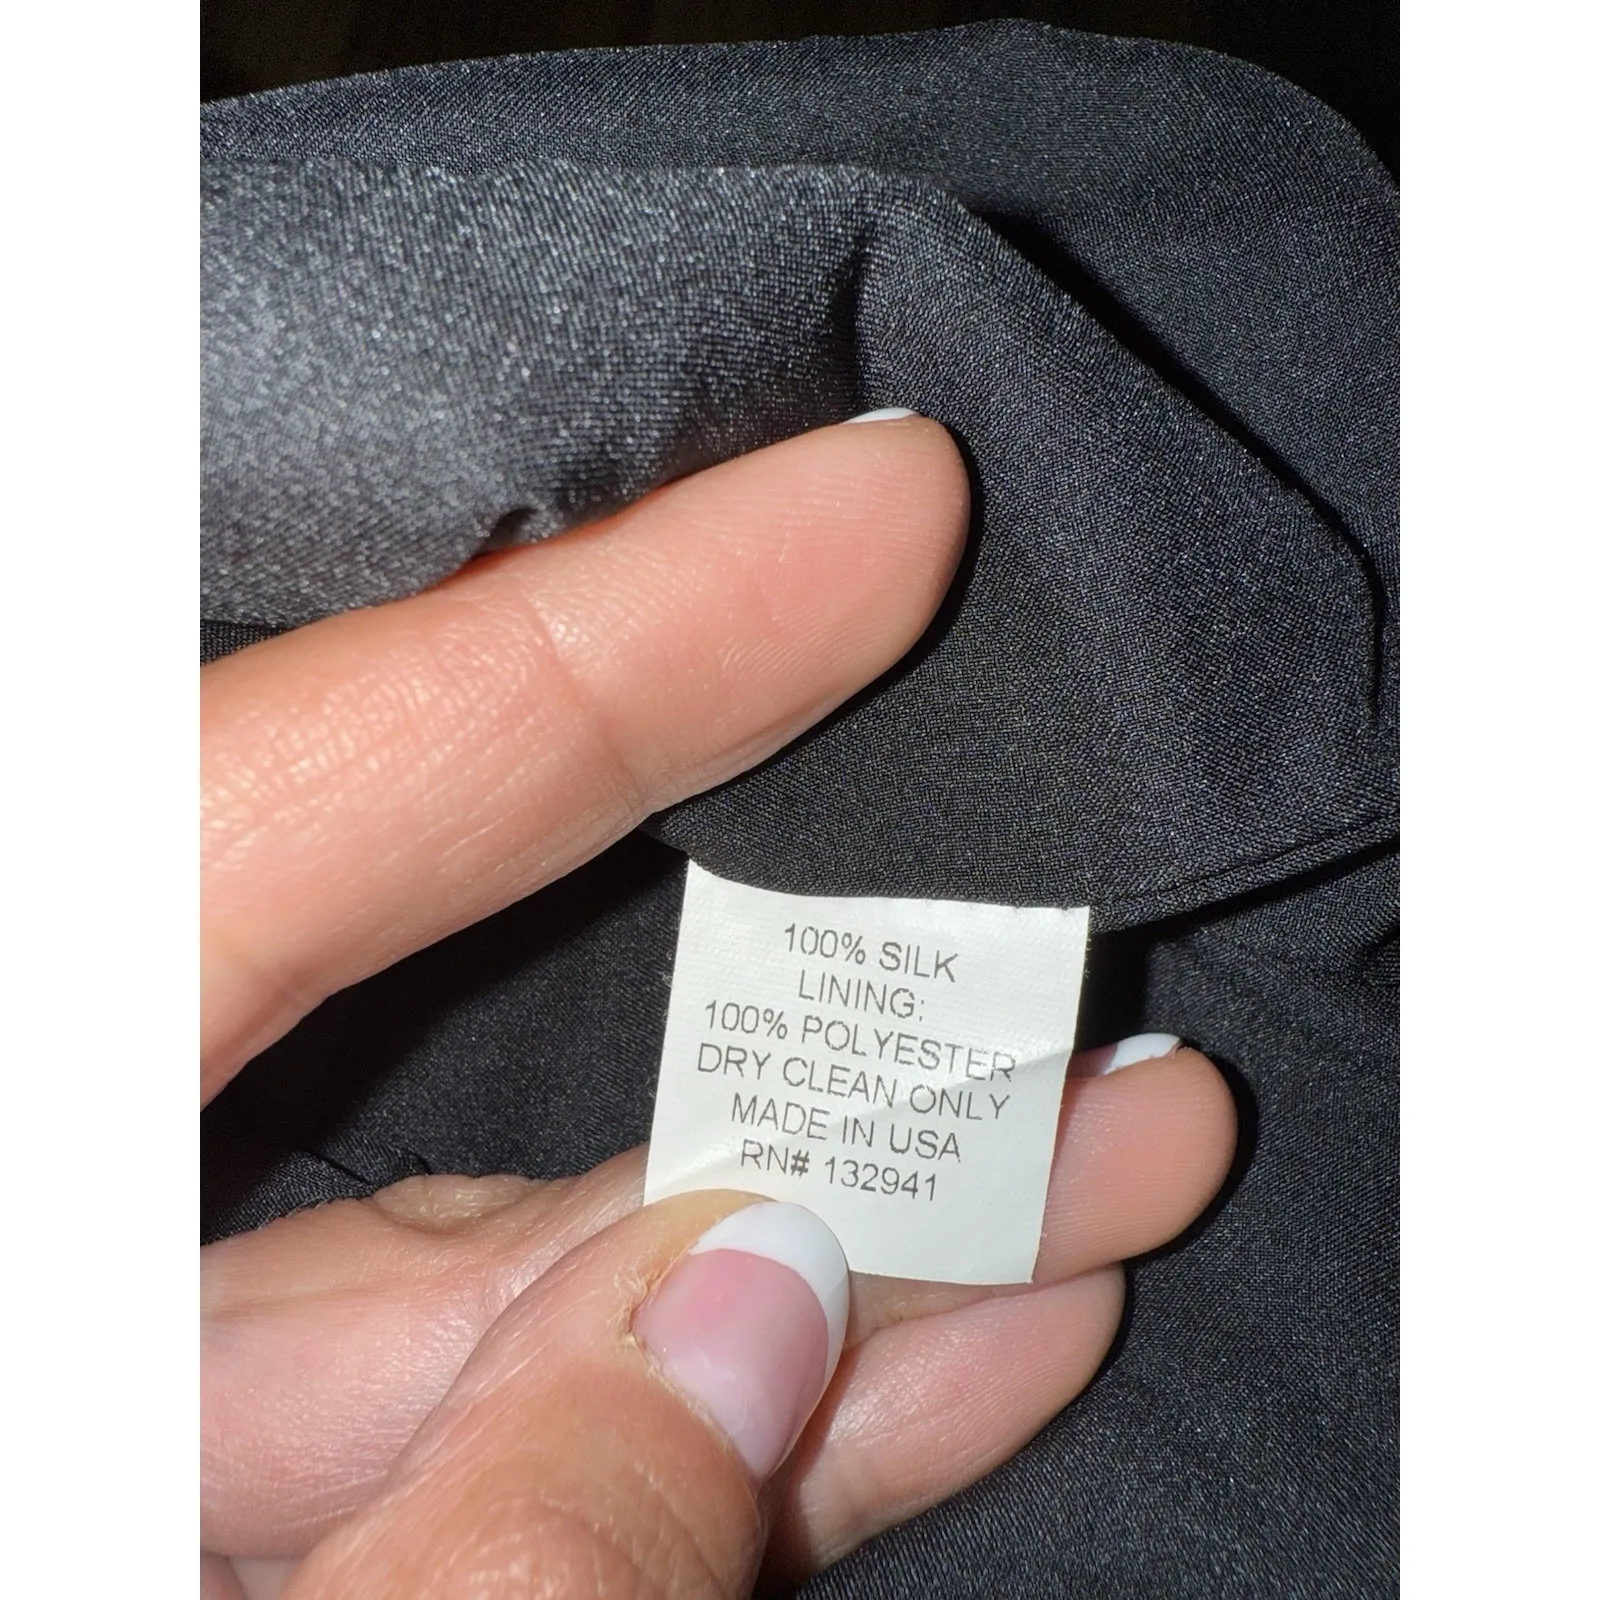 100% SILK
LINING:
100% POLYESTER
DRY CLEAN ONLY
MADE IN USA
RN# 132941